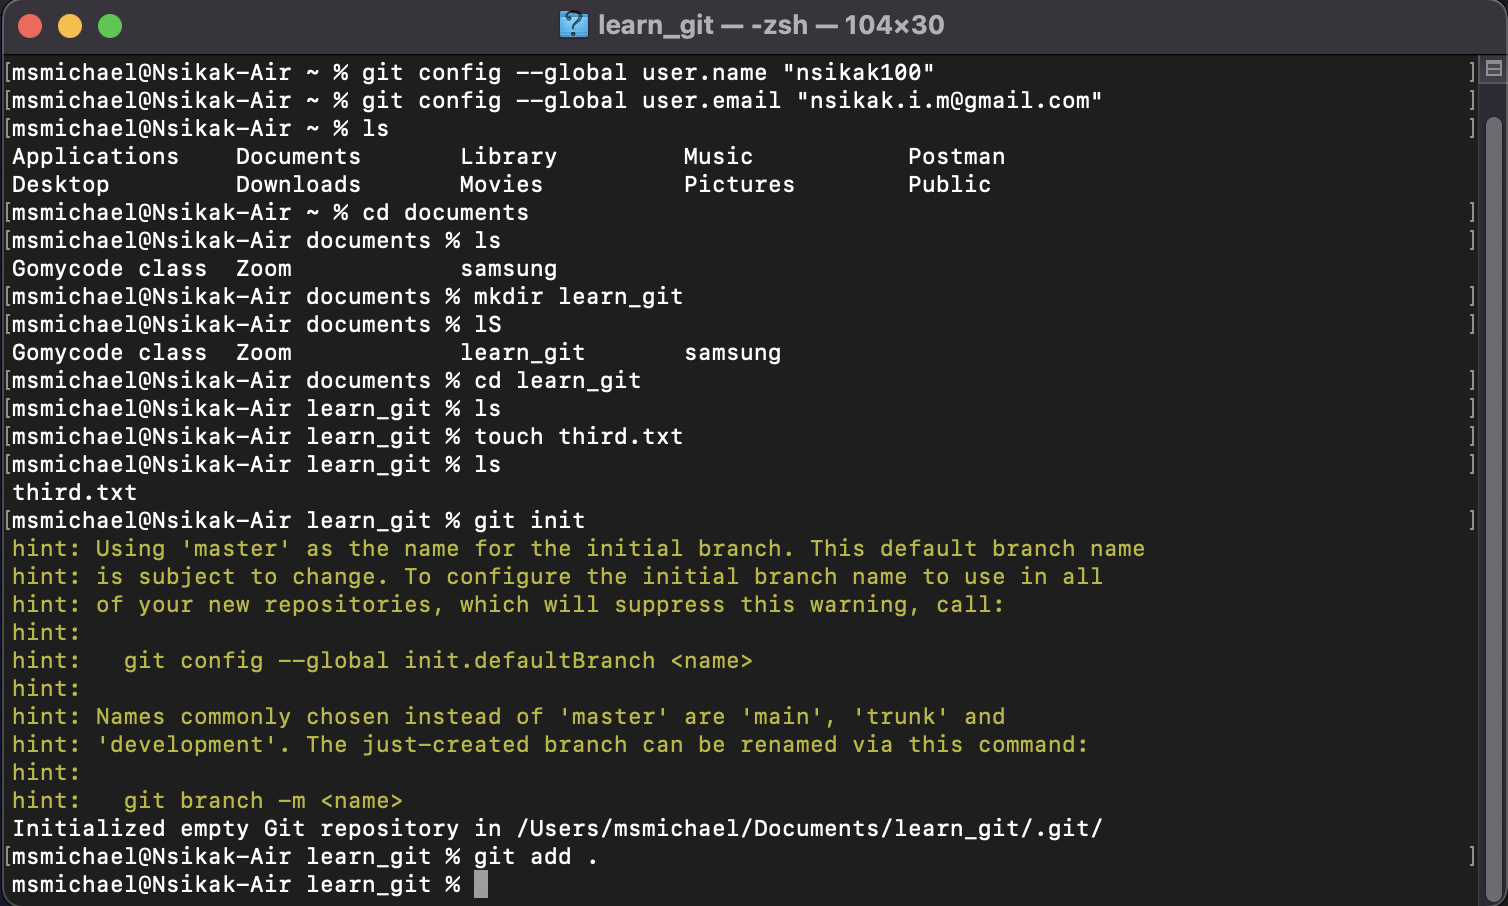 learn_git — -zsh — 104×30
[msmichael@Nsikak-Air ~ % git config --global user.name "nsikak100" ]
[msmichael@Nsikak-Air ~ % git config --global user.email "nsikak.i.m@gmail.com" ]
[msmichael@Nsikak-Air ~ % ls ]
Applications Documents Library Music Postman
Desktop Downloads Movies Pictures Public
[msmichael@Nsikak-Air ~ % cd documents ]
[msmichael@Nsikak-Air documents % ls ]
Gomycode class Zoom samsung
[msmichael@Nsikak-Air documents % mkdir learn_git ]
[msmichael@Nsikak-Air documents % lS ]
Gomycode class Zoom learn_git samsung
[msmichael@Nsikak-Air documents % cd learn_git ]
[msmichael@Nsikak-Air learn_git % ls ]
[msmichael@Nsikak-Air learn_git % touch third.txt ]
[msmichael@Nsikak-Air learn_git % ls ]
third.txt
[msmichael@Nsikak-Air learn_git % git init ]
hint: Using 'master' as the name for the initial branch. This default branch name
hint: is subject to change. To configure the initial branch name to use in all
hint: of your new repositories, which will suppress this warning, call:
hint:
hint:   git config --global init.defaultBranch <name>
hint:
hint: Names commonly chosen instead of 'master' are 'main', 'trunk' and
hint: 'development'. The just-created branch can be renamed via this command:
hint:
hint:   git branch -m <name>
Initialized empty Git repository in /Users/msmichael/Documents/learn_git/.git/
[msmichael@Nsikak-Air learn_git % git add . ]
msmichael@Nsikak-Air learn_git %